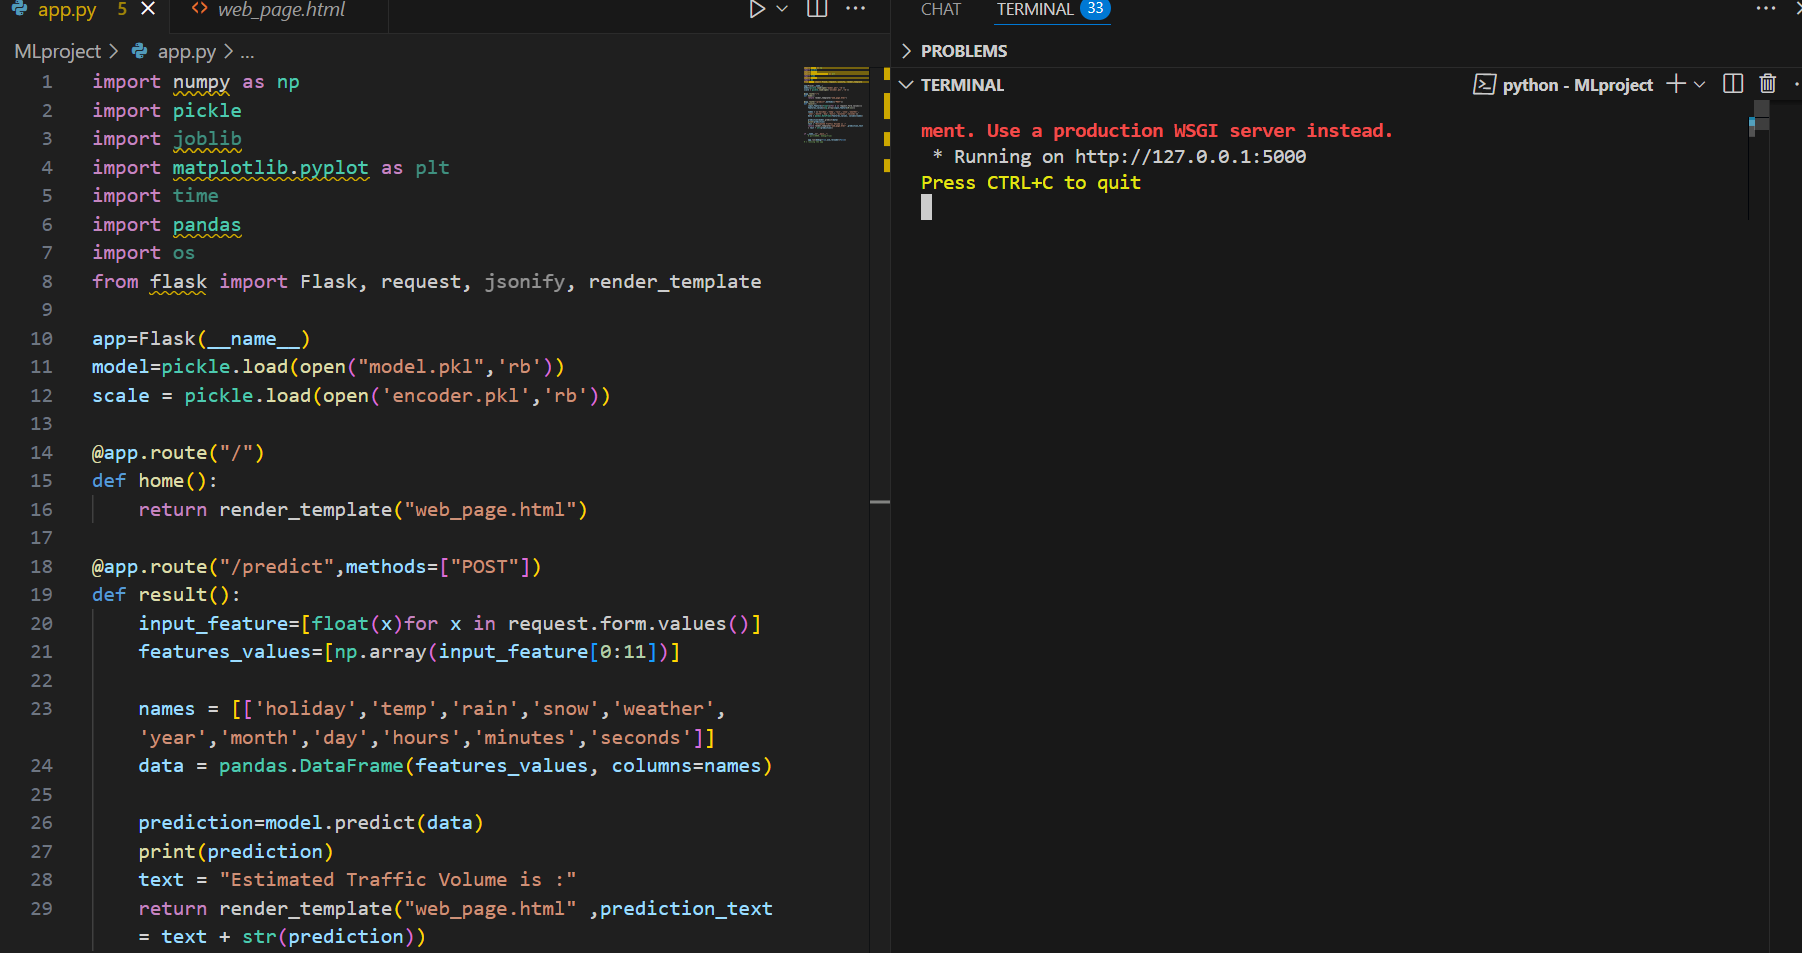 app.py 5
<> web_page.html
CHAT TERMINAL 33
MLproject > app.py > ...
> PROBLEMS
TERMINAL
python - MLproject
1 import numpy as np
2 import pickle
3 import joblib
4 import matplotlib.pyplot as plt
5 import time
6 import pandas
7 import os
8 from flask import Flask, request, jsonify, render_template
9
10 app=Flask(__name__)
11 model=pickle.load(open("model.pkl",'rb'))
12 scale = pickle.load(open('encoder.pkl','rb'))
13
14 @app.route("/")
15 def home():
16     return render_template("web_page.html")
17
18 @app.route("/predict",methods=["POST"])
19 def result():
20     input_feature=[float(x)for x in request.form.values()]
21     features_values=[np.array(input_feature[0:11])]
22
23     names = [['holiday','temp','rain','snow','weather',
    'year','month','day','hours','minutes','seconds']]
24     data = pandas.DataFrame(features_values, columns=names)
25
26     prediction=model.predict(data)
27     print(prediction)
28     text = "Estimated Traffic Volume is :"
29     return render_template("web_page.html" ,prediction_text
    = text + str(prediction))
ment. Use a production WSGI server instead.
 * Running on http://127.0.0.1:5000
Press CTRL+C to quit